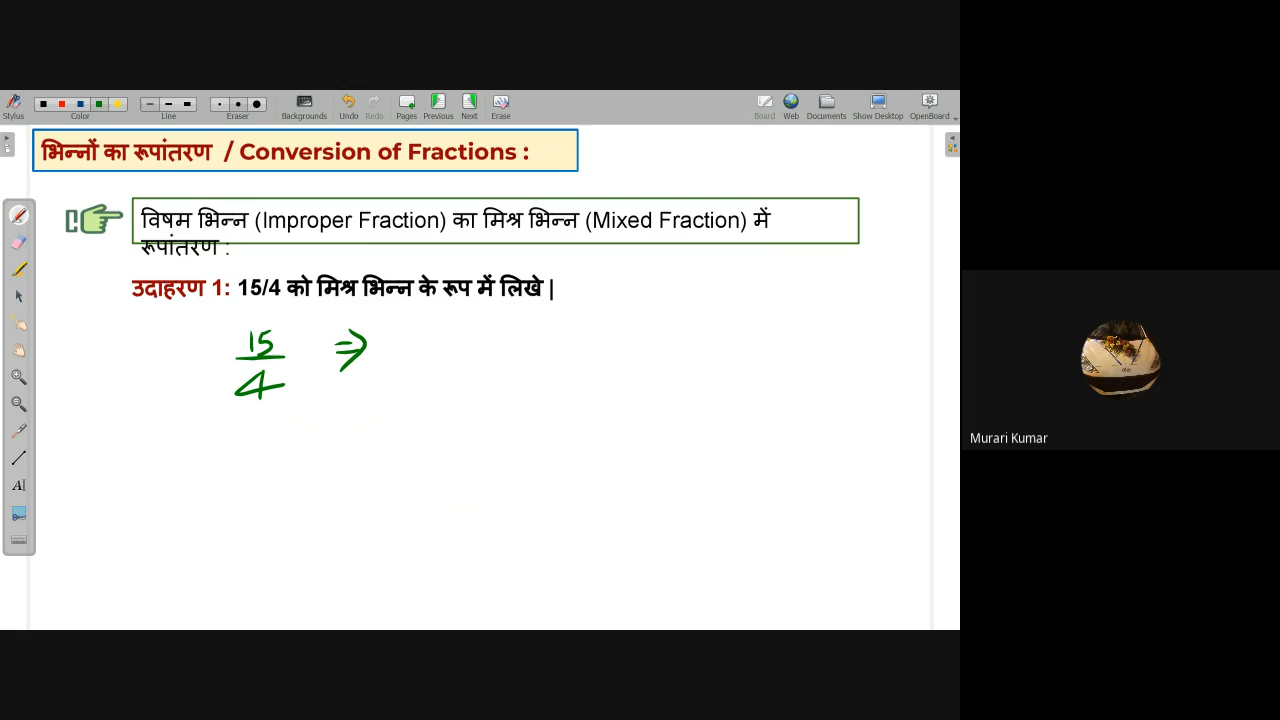 Stylus
Color
Line
Eraser
Backgrounds
Undo
Redo
Pages
Previous
Next
Erase
Board
Web
Documents
Show Desktop
OpenBoard
भिन्नों का रूपांतरण / Conversion of Fractions :
विषम भिन्न (Improper Fraction) का मिश्र भिन्न (Mixed Fraction) में
रूपांतरण :
उदाहरण 1: 15/4 को मिश्र भिन्न के रूप में लिखे |
15
4 ⇒
Murari Kumar